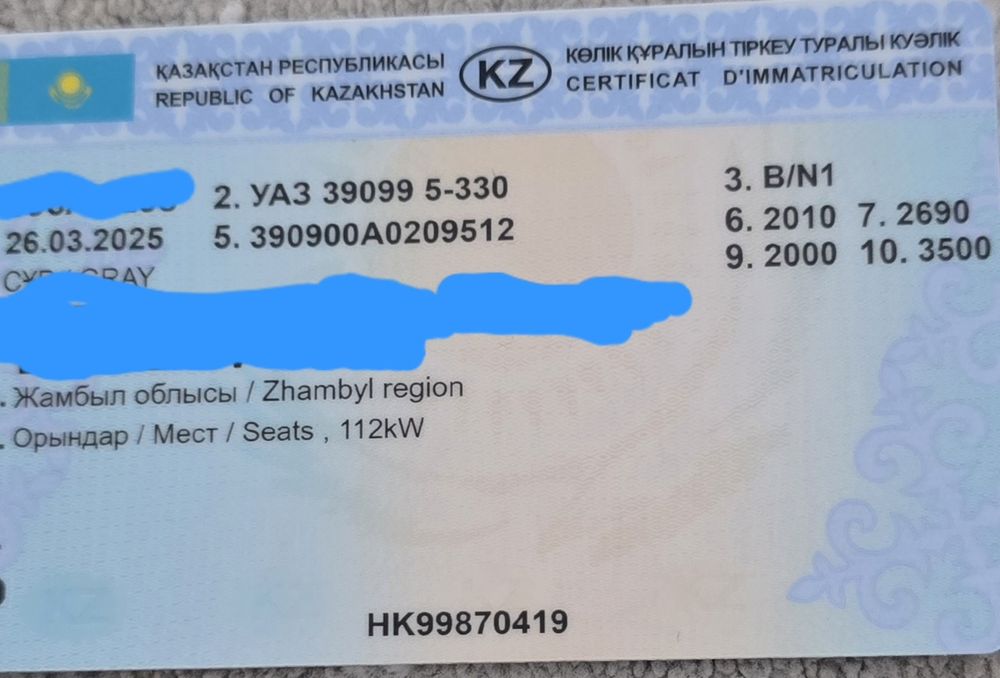 ҚАЗАҚСТАН РЕСПУБЛИКАСЫ
REPUBLIC OF KAZAKHSTAN
KZ
КӨЛІК ҚҰРАЛЫН ТІРКЕУ ТУРАЛЫ КУӘЛІК
CERTIFICAT D'IMMATRICULATION
2. УАЗ 39099 5-330
3. B/N1
26.03.2025
5. 390900A0209512
6. 2010 7. 2690
9. 2000 10. 3500
. Жамбыл облысы / Zhambyl region
. Орындар / Мест / Seats , 112kW
HK99870419